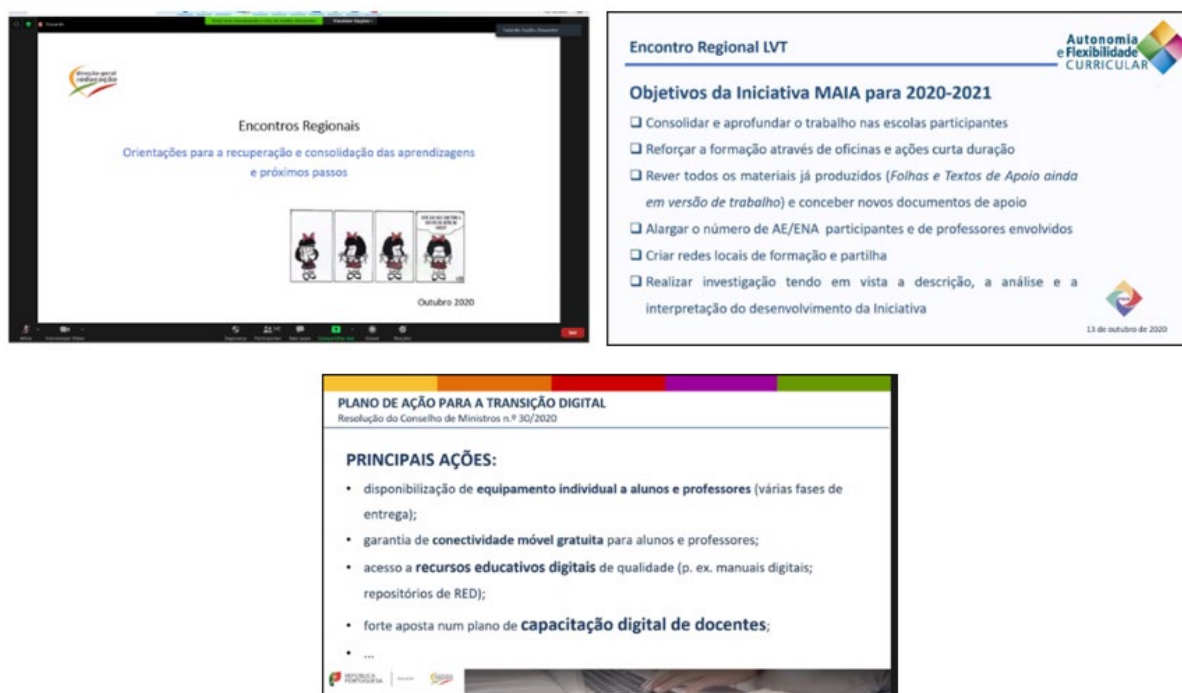 direção-geral
da educação
Encontros Regionais
Orientações para a recuperação e consolidação das aprendizagens
e próximos passos
Outubro 2020
Encontro Regional LVT
Autonomia
e Flexibilidade
CURRICULAR
Objetivos da Iniciativa MAIA para 2020-2021
Consolidar e aprofundar o trabalho nas escolas participantes
Reforçar a formação através de oficinas e ações curta duração
Rever todos os materiais já produzidos (Folhas e Textos de Apoio ainda
em versão de trabalho) e conceber novos documentos de apoio
Alargar o número de AE/ENA participantes e de professores envolvidos
Criar redes locais de formação e partilha
Realizar investigação tendo em vista a descrição, a análise e a
interpretação do desenvolvimento da Iniciativa
13 de outubro de 2020
PLANO DE AÇÃO PARA A TRANSIÇÃO DIGITAL
Resolução do Conselho de Ministros n.º 30/2020
PRINCIPAIS AÇÕES:
• disponibilização de equipamento individual a alunos e professores (várias fases de
entrega);
• garantia de conectividade móvel gratuita para alunos e professores;
• acesso a recursos educativos digitais de qualidade (p. ex. manuais digitais;
repositórios de RED);
• forte aposta num plano de capacitação digital de docentes;
• ...
REPÚBLICA
PORTUGUESA